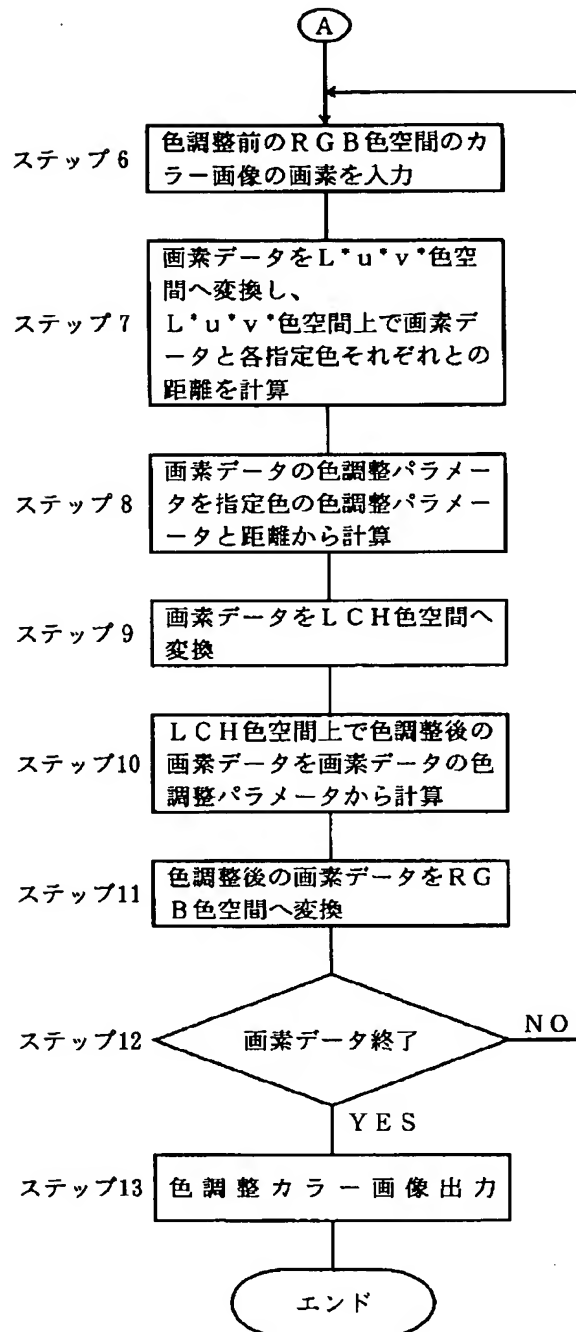 A
ステップ6
色調整前のRGB色空間のカ
ラー画像の画素を入力
ステップ7
画素データをL*u*v*色空
間へ変換し、
L*u*v*色空間上で画素デ
ータと各指定色それぞれとの
距離を計算
ステップ8
画素データの色調整パラメー
タを指定色の色調整パラメー
ータと距離から計算
ステップ9
画素データをLCH色空間へ
変換
ステップ10
LCH色空間上で色調整後の
画素データを画素データの色
調整パラメータから計算
ステップ11
色調整後の画素データをRG
B色空間へ変換
ステップ12
画素データ終了
NO
YES
ステップ13
色調整カラー画像出力
エンド